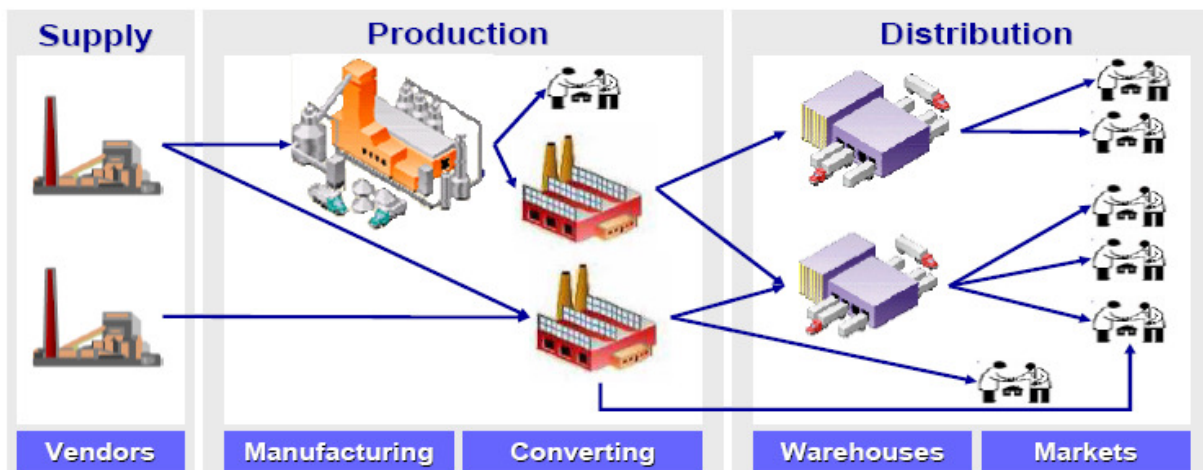 Supply
Production
Distribution
Vendors
Manufacturing
Converting
Warehouses
Markets